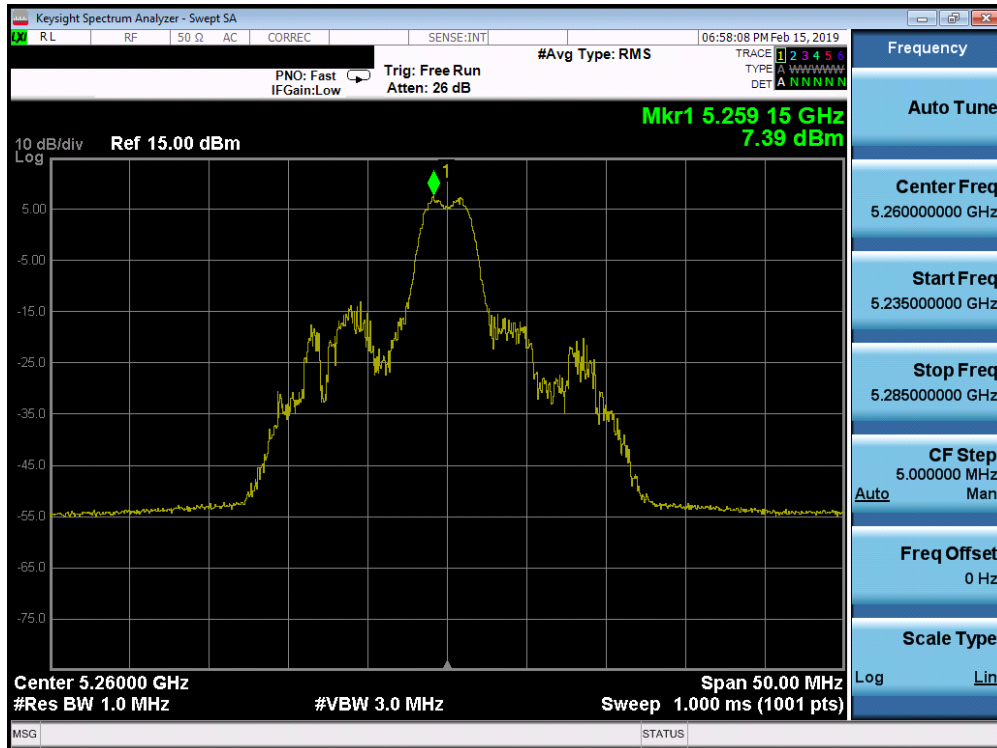 Keysight Spectrum Analyzer - Swept SA
LXI RL RF 50 Ω AC CORREC SENSE:INT 06:58:08 PM Feb 15, 2019
PNO: Fast Trig: Free Run #Avg Type: RMS TRACE 1 2 3 4 5 6
IFGain:Low Atten: 26 dB TYPE A WWWWW
DET A N N N N N
Mkr1 5.259 15 GHz
7.39 dBm
10 dB/div Ref 15.00 dBm
Log
1
5.00
-5.00
-15.0
-25.0
-35.0
-45.0
-55.0
-65.0
-75.0
Center 5.26000 GHz Span 50.00 MHz
#Res BW 1.0 MHz #VBW 3.0 MHz Sweep 1.000 ms (1001 pts)
MSG STATUS
Frequency
Auto Tune
Center Freq
5.260000000 GHz
Start Freq
5.235000000 GHz
Stop Freq
5.285000000 GHz
CF Step
5.000000 MHz
Auto Man
Freq Offset
0 Hz
Scale Type
Log Lin